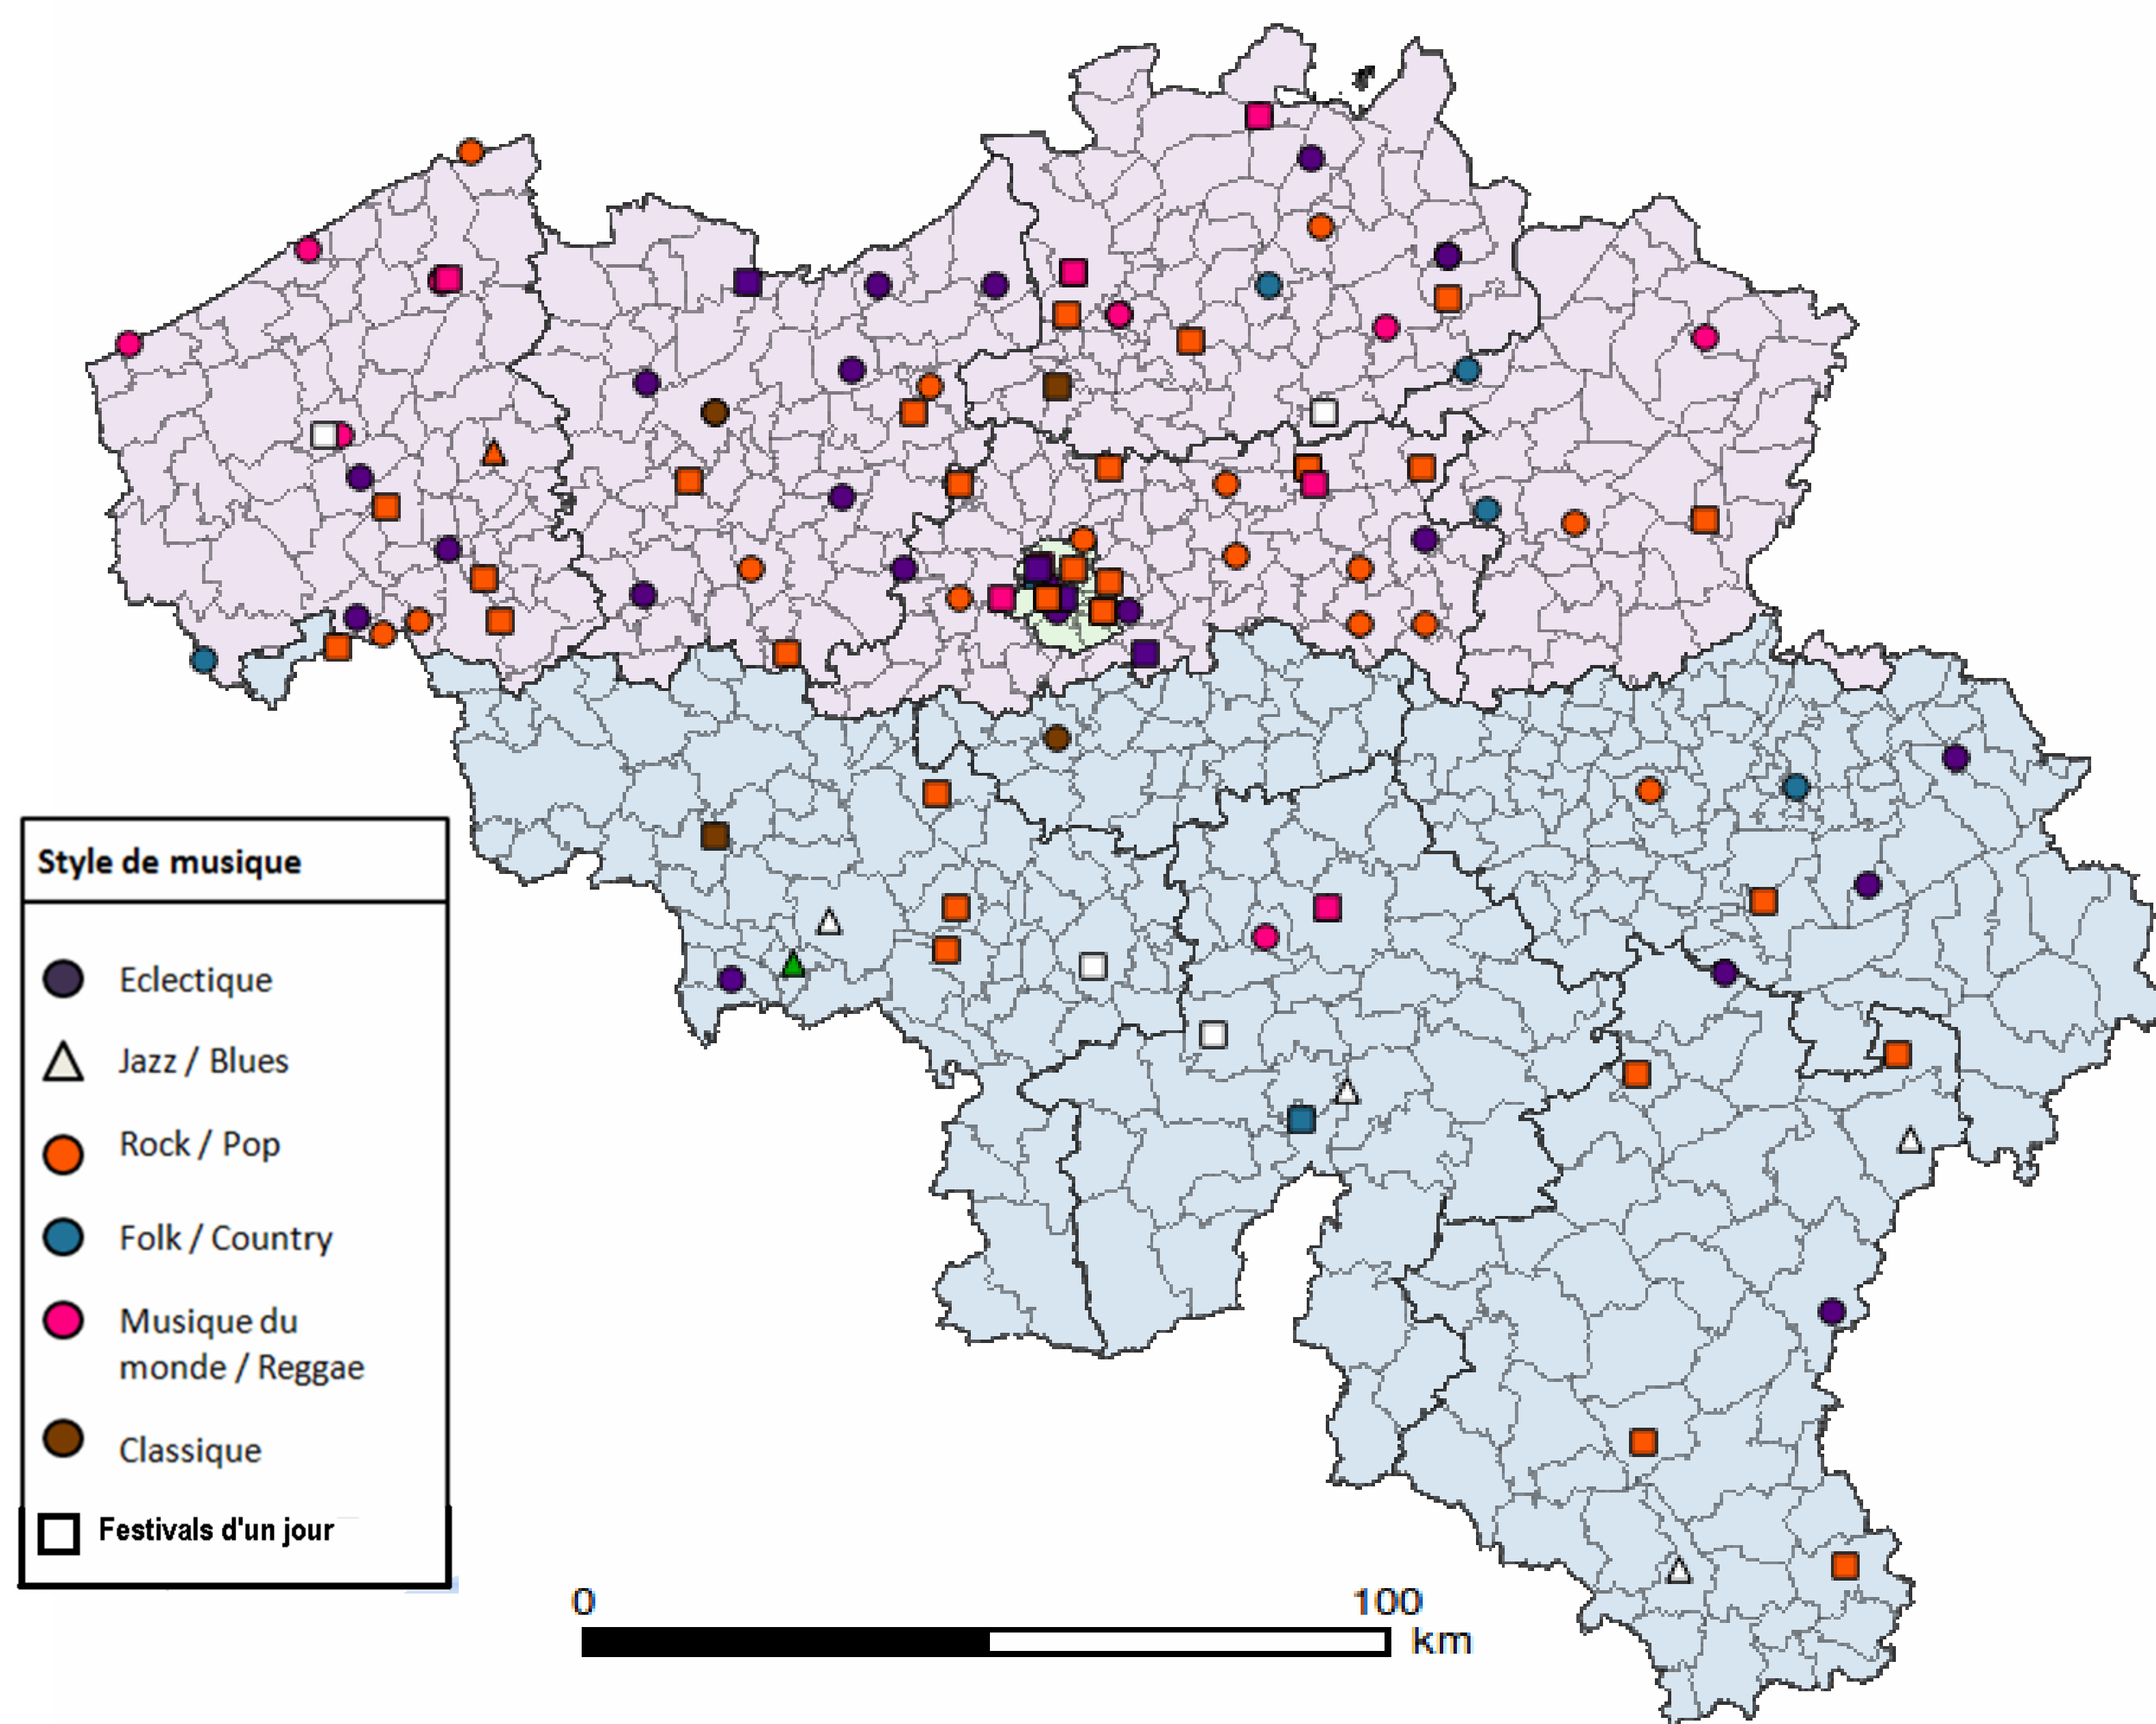 Style de musique
Eclectique
Jazz / Blues
Rock / Pop
Folk / Country
Musique du
monde / Reggae
Classique
Festivals d'un jour
0 100
km